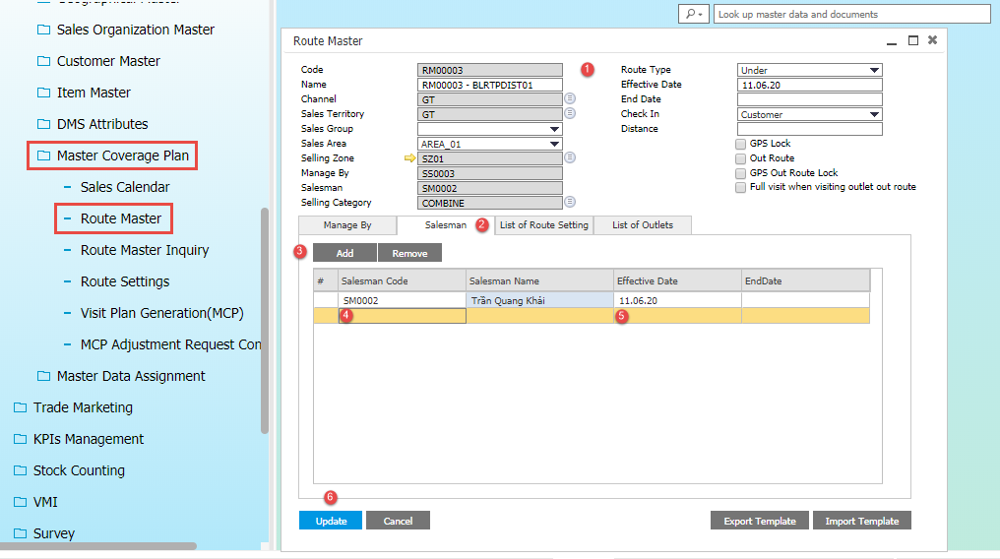 Look up master data and documents
Sales Organization Master
Customer Master
Item Master
DMS Attributes
Master Coverage Plan
Sales Calendar
Route Master
Route Master Inquiry
Route Settings
Visit Plan Generation(MCP)
MCP Adjustment Request Con
Master Data Assignment
Trade Marketing
KPIs Management
Stock Counting
VMI
Survey
Route Master
Code RM00003 1
Name RM00003 - BLRTPDIST01
Channel GT
Sales Territory GT
Sales Group
Sales Area AREA_01
Selling Zone SZ01
Manage By SS0003
Salesman SM0002
Selling Category COMBINE
Route Type Under
Effective Date 11.06.20
End Date
Check In Customer
Distance
GPS Lock
Out Route
GPS Out Route Lock
Full visit when visiting outlet out route
Manage By Salesman 2 List of Route Setting List of Outlets
3 Add Remove
# Salesman Code Salesman Name Effective Date EndDate
SM0002 Trần Quang Khải 11.06.20
4 5
6
Update Cancel Export Template Import Template